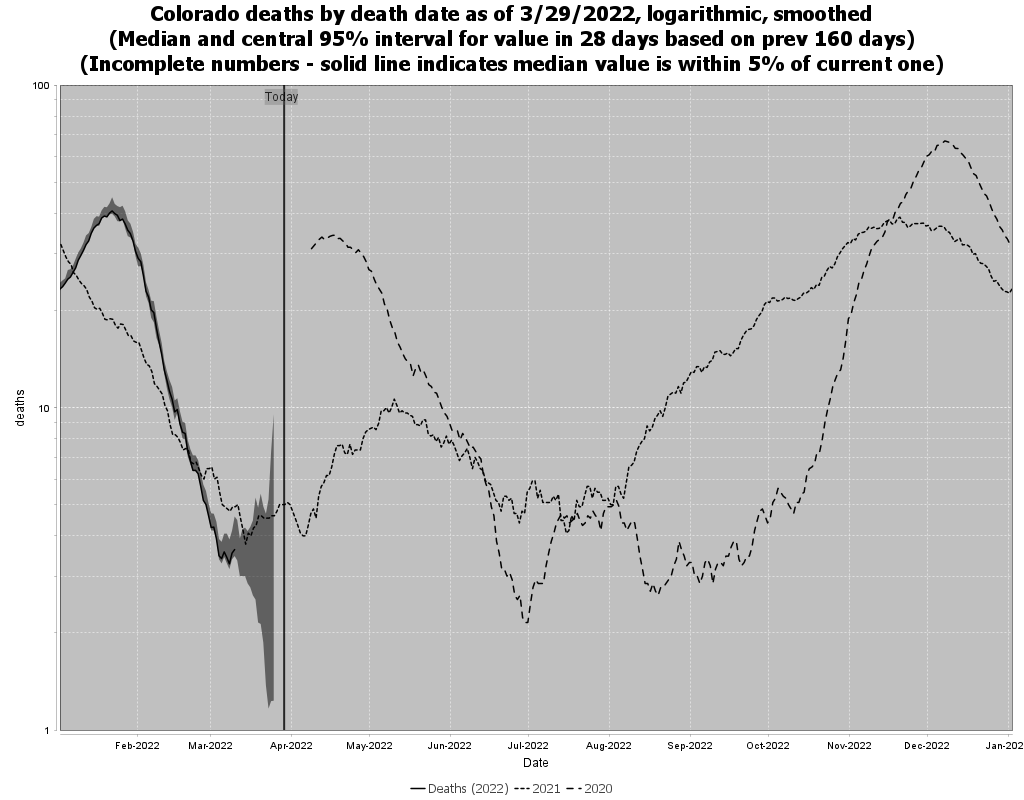 Colorado deaths by death date as of 3/29/2022, logarithmic, smoothed
(Median and central 95% interval for value in 28 days based on prev 160 days)
(Incomplete numbers - solid line indicates median value is within 5% of current one)
100
Today
deaths
10
1
Feb-2022 Mar-2022 Apr-2022 May-2022 Jun-2022 Jul-2022 Aug-2022 Sep-2022 Oct-2022 Nov-2022 Dec-2022 Jan-202
Date
Deaths (2022) 2021 2020